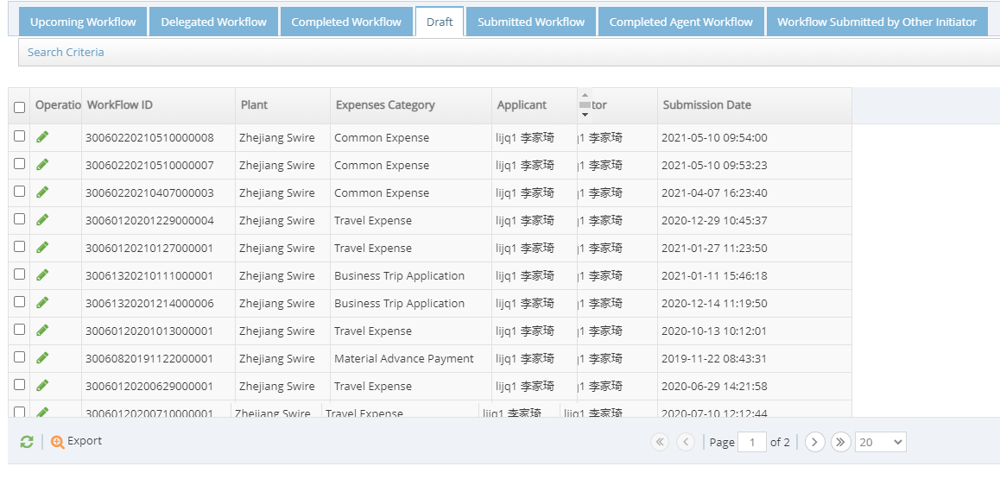 Upcoming Workflow Delegated Workflow Completed Workflow Draft Submitted Workflow Completed Agent Workflow Workflow Submitted by Other Initiator
Search Criteria
Operatio WorkFlow ID Plant Expenses Category Applicant tor Submission Date
30060220210510000008 Zhejiang Swire Common Expense lijq1 李家琦 q1 李家琦 2021-05-10 09:54:00
30060220210510000007 Zhejiang Swire Common Expense lijq1 李家琦 q1 李家琦 2021-05-10 09:53:23
30060220210407000003 Zhejiang Swire Common Expense lijq1 李家琦 q1 李家琦 2021-04-07 16:23:40
30060120201229000004 Zhejiang Swire Travel Expense lijq1 李家琦 q1 李家琦 2020-12-29 10:45:37
30060120210127000001 Zhejiang Swire Travel Expense lijq1 李家琦 q1 李家琦 2021-01-27 11:23:50
30061320210111000001 Zhejiang Swire Business Trip Application lijq1 李家琦 q1 李家琦 2021-01-11 15:46:18
30061320201214000006 Zhejiang Swire Business Trip Application lijq1 李家琦 q1 李家琦 2020-12-14 11:19:50
30060120201013000001 Zhejiang Swire Travel Expense lijq1 李家琦 q1 李家琦 2020-10-13 10:12:01
30060820191122000001 Zhejiang Swire Material Advance Payment lijq1 李家琦 q1 李家琦 2019-11-22 08:43:31
30060120200629000001 Zhejiang Swire Travel Expense lijq1 李家琦 q1 李家琦 2020-06-29 14:21:58
30060120200710000001 Zhejiang Swire Travel Expense lijq1 李家琦 lijq1 李家琦 2020-07-10 12:12:44
Export Page 1 of 2 20